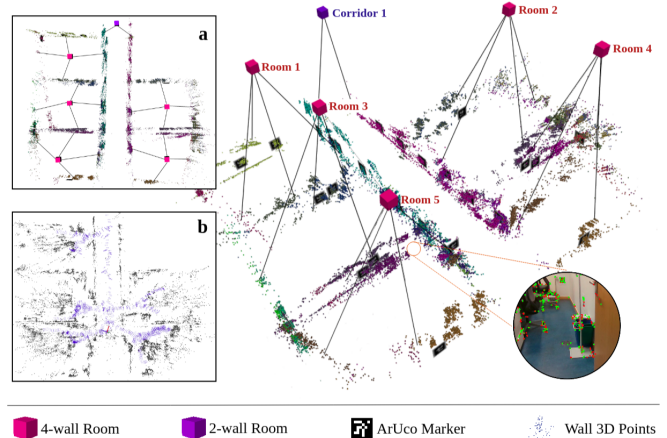 a
Corridor 1
Room 2
Room 4
Room 1
Room 3
Room 5
b
4-wall Room
2-wall Room
ArUco Marker
Wall 3D Points